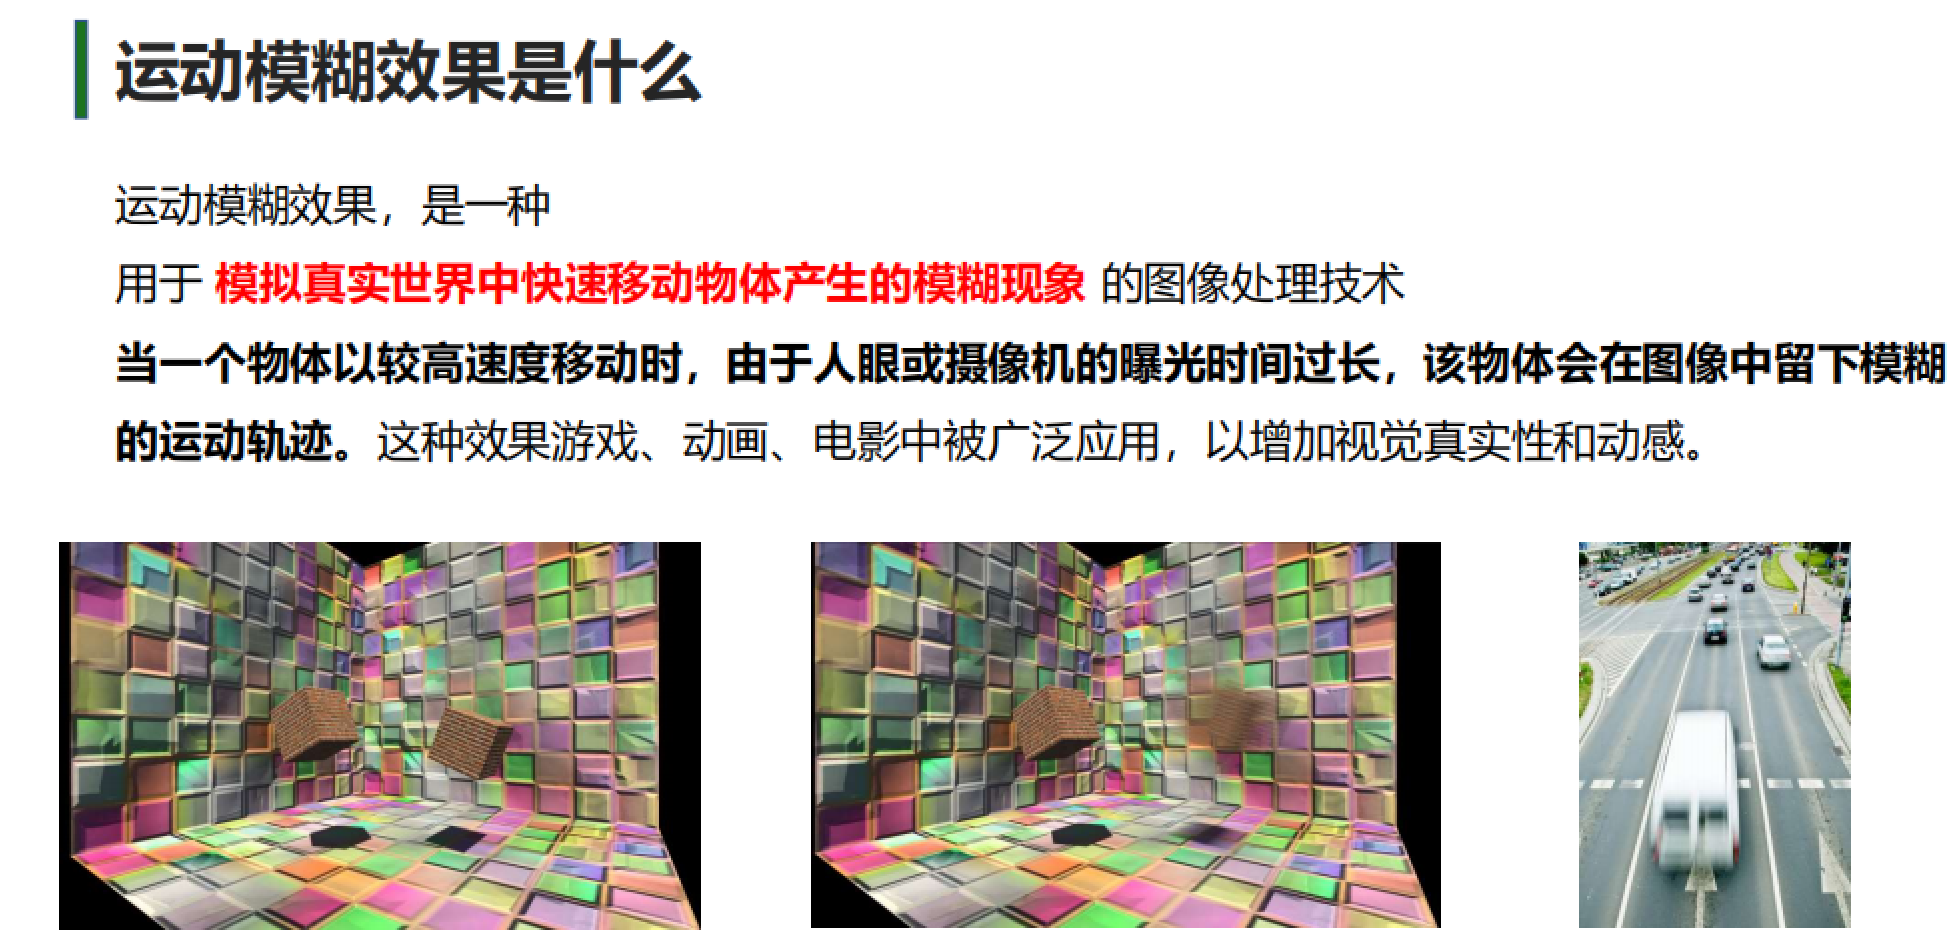 运动模糊效果是什么
运动模糊效果，是一种
用于 模拟真实世界中快速移动物体产生的模糊现象 的图像处理技术
当一个物体以较高速度移动时，由于人眼或摄像机的曝光时间过长，该物体会在图像中留下模糊
的运动轨迹。这种效果游戏、动画、电影中被广泛应用，以增加视觉真实性和动感。